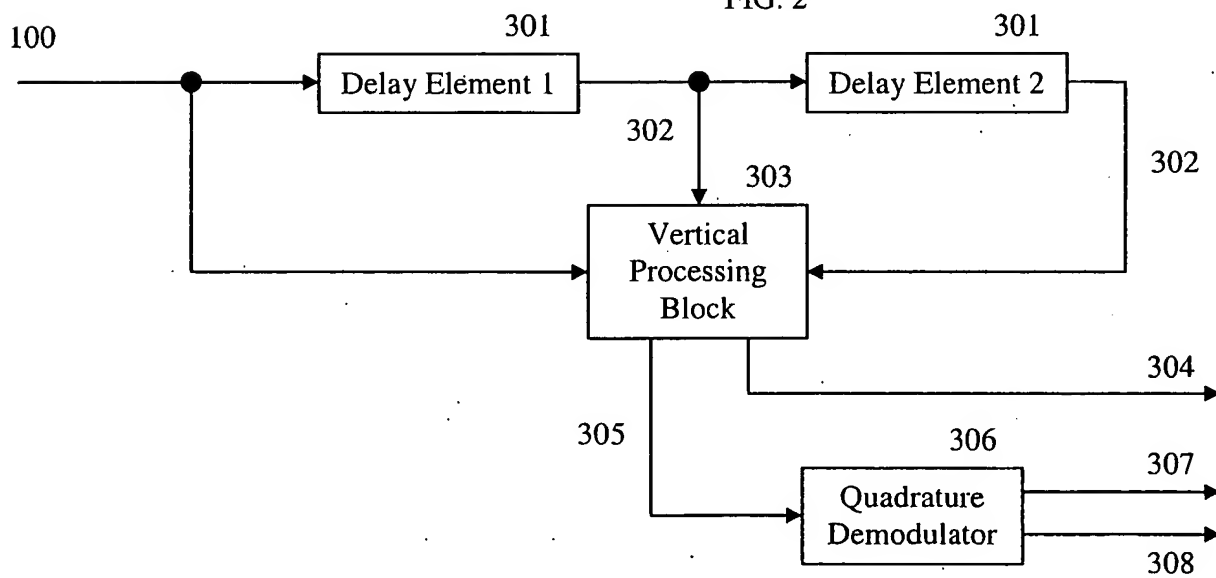 FIG. 2
100
301
301
Delay Element 1
Delay Element 2
302
302
303
Vertical
Processing
Block
304
305
306
307
Quadrature
Demodulator
308